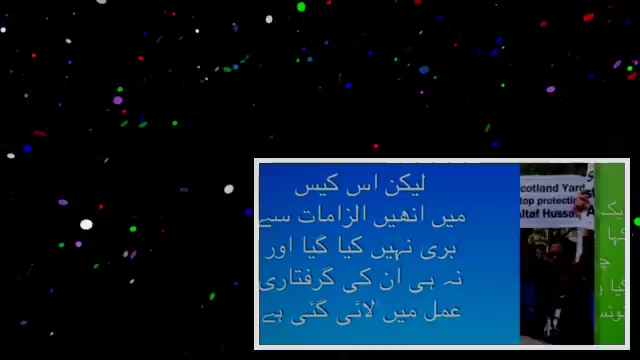 لیکن اس کیس
میں انھیں الزامات سے
بری نہیں کیا گیا اور
نہ ہی ان کی گرفتاری
عمل میں لائی گئی ہے
Scotland Yard
stop protecting
Altaf Hussain